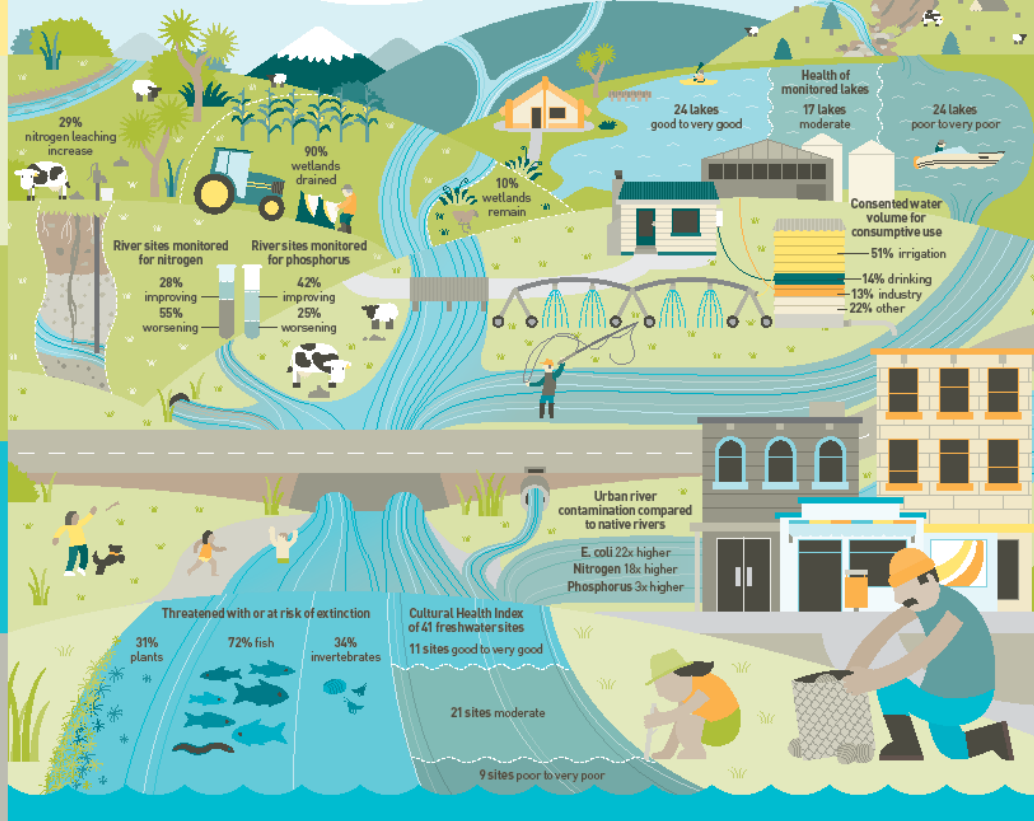 29%
nitrogen leaching
increase
90%
wetlands
drained
10%
wetlands
remain
Health of
monitored lakes
24 lakes
good to very good
17 lakes
moderate
24 lakes
poor to very poor
Consented water
volume for
consumptive use
51% irrigation
14% drinking
13% industry
22% other
River sites monitored
for nitrogen
28%
improving
55%
worsening
River sites monitored
for phosphorus
42%
improving
25%
worsening
Urban river
contamination compared
to native rivers
E. coli 22x higher
Nitrogen 18x higher
Phosphorus 3x higher
Threatened with or at risk of extinction
31%
plants
72% fish
34%
invertebrates
Cultural Health Index
of 41 freshwater sites
11 sites good to very good
21 sites moderate
9 sites poor to very poor